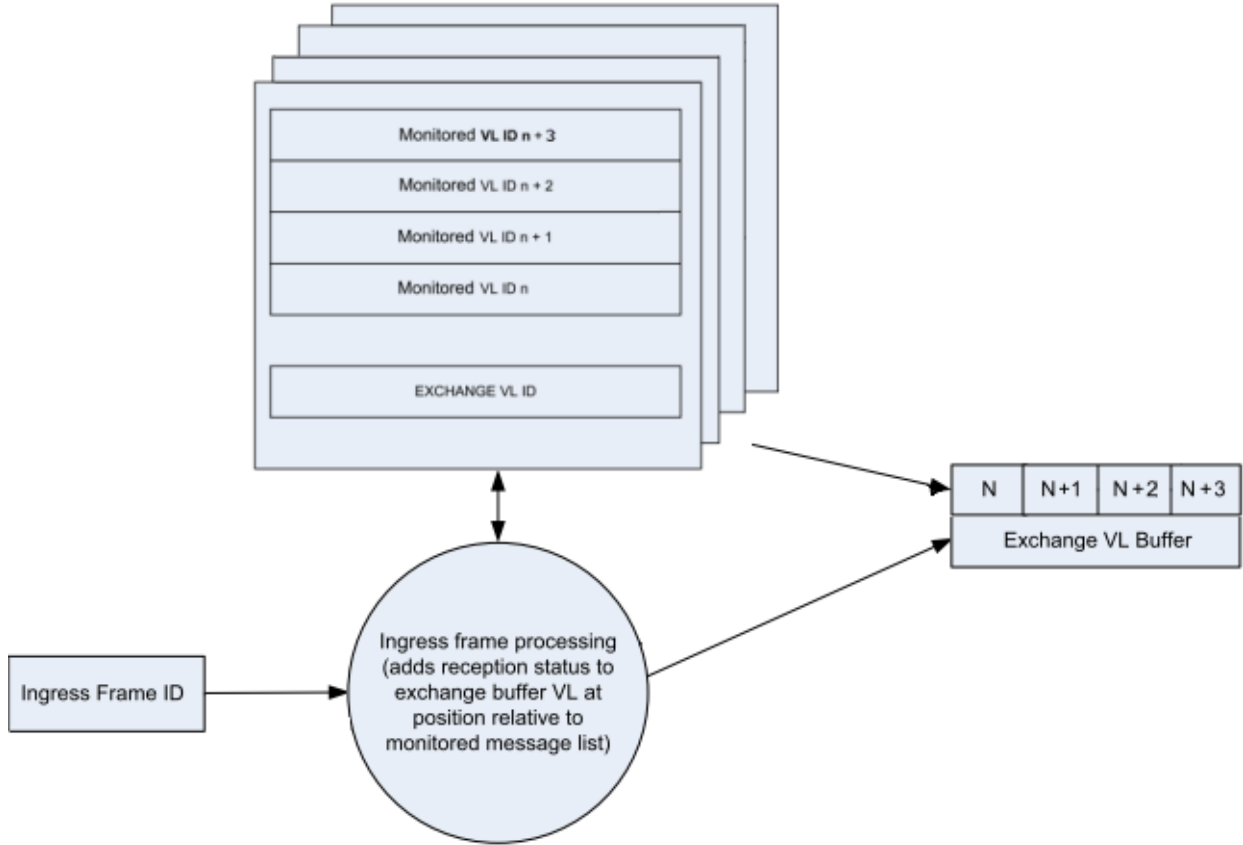 Monitored VL ID n + 3
Monitored VL ID n + 2
Monitored VL ID n + 1
Monitored VL ID n
EXCHANGE VL ID
N N+1 N+2 N+3
Exchange VL Buffer
Ingress Frame ID
Ingress frame processing
(adds reception status to
exchange buffer VL at
position relative to
monitored message list)